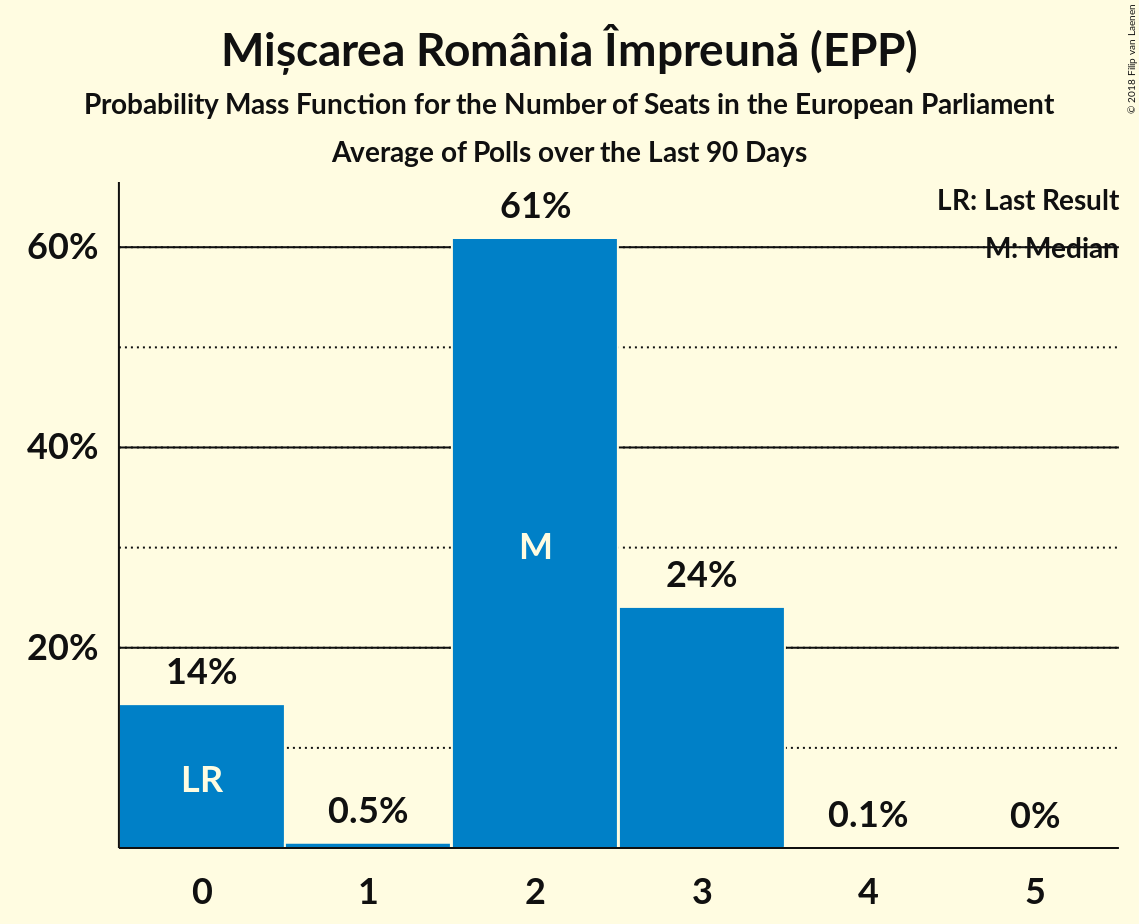 Mișcarea România Împreună (EPP)
Probability Mass Function for the Number of Seats in the European Parliament
Average of Polls over the Last 90 Days
© 2018 Filip van Laenen
LR: Last Result
M: Median
61%
60%
40%
M
24%
20%
14%
LR
0.5%
0.1%
0%
0 1 2 3 4 5